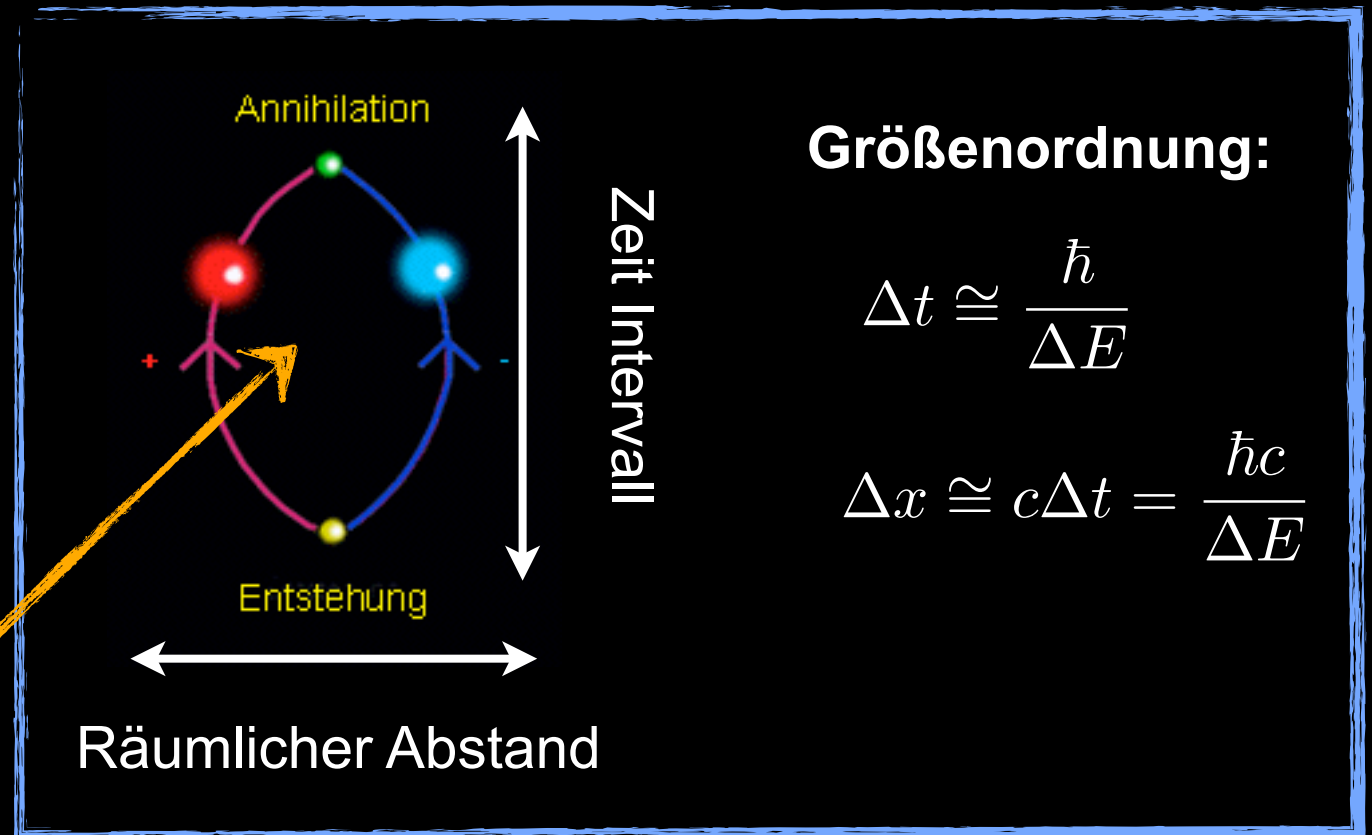 Annihilation
+
-
Entstehung
Zeit Intervall
Räumlicher Abstand
Größenordnung:
Δt ≅ ħ/ΔE
Δx ≅ cΔt = ħc/ΔE